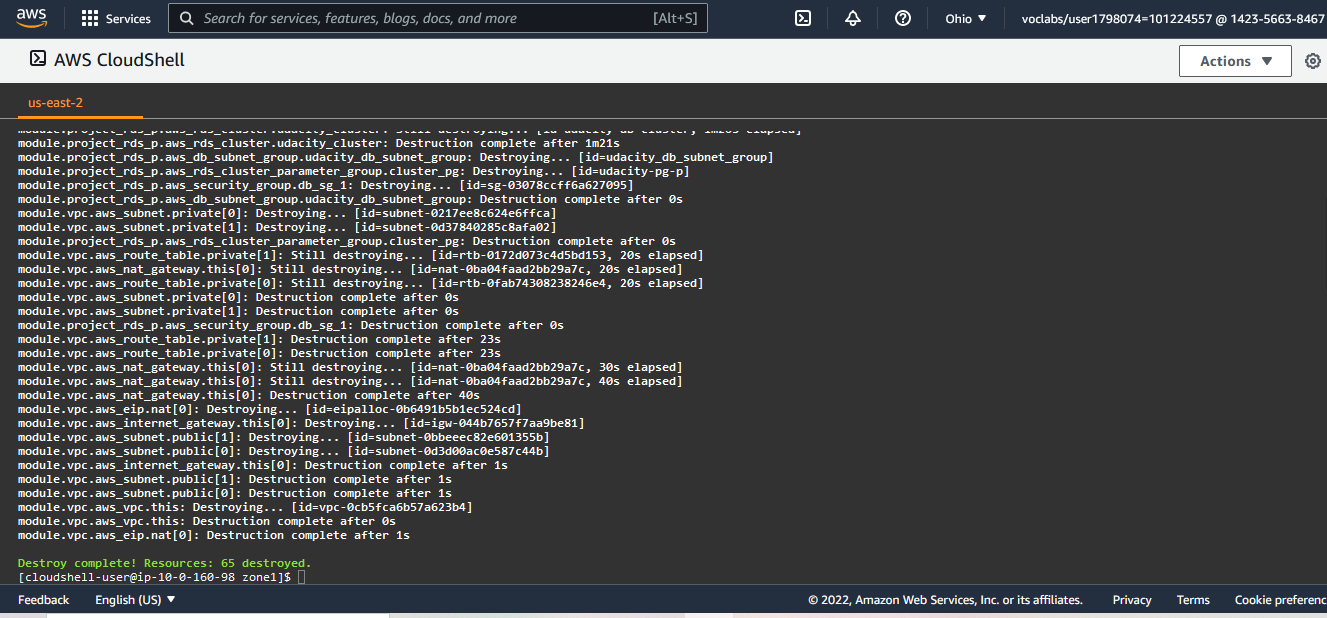 aws
Services
Search for services, features, blogs, docs, and more
[Alt+S]
Ohio ▼
voclabs/user1798074=101224557 @ 1423-5663-8467
AWS CloudShell
Actions ▼
us-east-2
module.project_rds_p.aws_rds_cluster.udacity_cluster: Still destroying... [id=udacity-db-cluster, 1m20s elapsed]
module.project_rds_p.aws_rds_cluster.udacity_cluster: Destruction complete after 1m21s
module.project_rds_p.aws_db_subnet_group.udacity_db_subnet_group: Destroying... [id=udacity_db_subnet_group]
module.project_rds_p.aws_rds_cluster_parameter_group.cluster_pg: Destroying... [id=udacity-pg-p]
module.project_rds_p.aws_security_group.db_sg_1: Destroying... [id=sg-03078ccff6a627095]
module.project_rds_p.aws_db_subnet_group.udacity_db_subnet_group: Destruction complete after 0s
module.vpc.aws_subnet.private[0]: Destroying... [id=subnet-0217ee8c624e6ffca]
module.vpc.aws_subnet.private[1]: Destroying... [id=subnet-0d37840285c8afa02]
module.project_rds_p.aws_rds_cluster_parameter_group.cluster_pg: Destruction complete after 0s
module.vpc.aws_route_table.private[1]: Still destroying... [id=rtb-0172d073c4d5bd153, 20s elapsed]
module.vpc.aws_nat_gateway.this[0]: Still destroying... [id=nat-0ba04faad2bb29a7c, 20s elapsed]
module.vpc.aws_route_table.private[0]: Still destroying... [id=rtb-0fab74308238246e4, 20s elapsed]
module.vpc.aws_subnet.private[0]: Destruction complete after 0s
module.vpc.aws_subnet.private[1]: Destruction complete after 0s
module.project_rds_p.aws_security_group.db_sg_1: Destruction complete after 0s
module.vpc.aws_route_table.private[1]: Destruction complete after 23s
module.vpc.aws_route_table.private[0]: Destruction complete after 23s
module.vpc.aws_nat_gateway.this[0]: Still destroying... [id=nat-0ba04faad2bb29a7c, 30s elapsed]
module.vpc.aws_nat_gateway.this[0]: Still destroying... [id=nat-0ba04faad2bb29a7c, 40s elapsed]
module.vpc.aws_nat_gateway.this[0]: Destruction complete after 40s
module.vpc.aws_eip.nat[0]: Destroying... [id=eipalloc-0b6491b5b1ec524cd]
module.vpc.aws_internet_gateway.this[0]: Destroying... [id=igw-044b7657f7aa9be81]
module.vpc.aws_subnet.public[1]: Destroying... [id=subnet-0bbeeec82e601355b]
module.vpc.aws_subnet.public[0]: Destroying... [id=subnet-0d3d00ac0e587c44b]
module.vpc.aws_internet_gateway.this[0]: Destruction complete after 1s
module.vpc.aws_subnet.public[1]: Destruction complete after 1s
module.vpc.aws_subnet.public[0]: Destruction complete after 1s
module.vpc.aws_vpc.this: Destroying... [id=vpc-0cb5fca6b57a623b4]
module.vpc.aws_vpc.this: Destruction complete after 0s
module.vpc.aws_eip.nat[0]: Destruction complete after 1s
Destroy complete! Resources: 65 destroyed.
[cloudshell-user@ip-10-0-160-98 zone1]$
Feedback
English (US) ▼
© 2022, Amazon Web Services, Inc. or its affiliates.
Privacy
Terms
Cookie preferenc